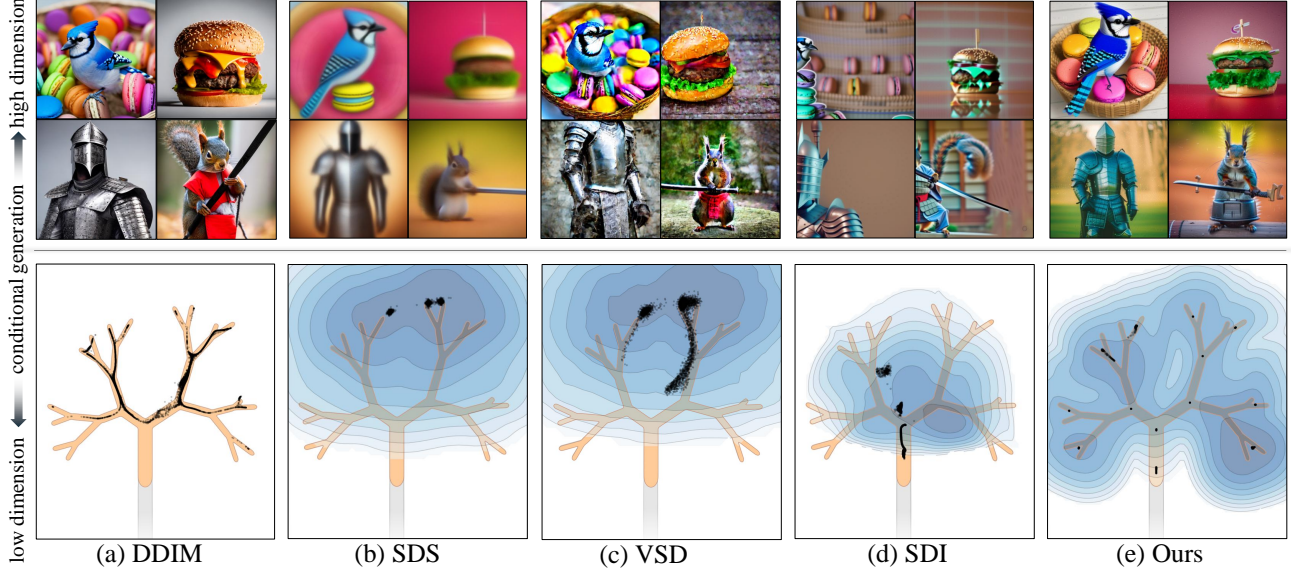 high dimension
conditional generation
low dimension
(a) DDIM
(b) SDS
(c) VSD
(d) SDI
(e) Ours